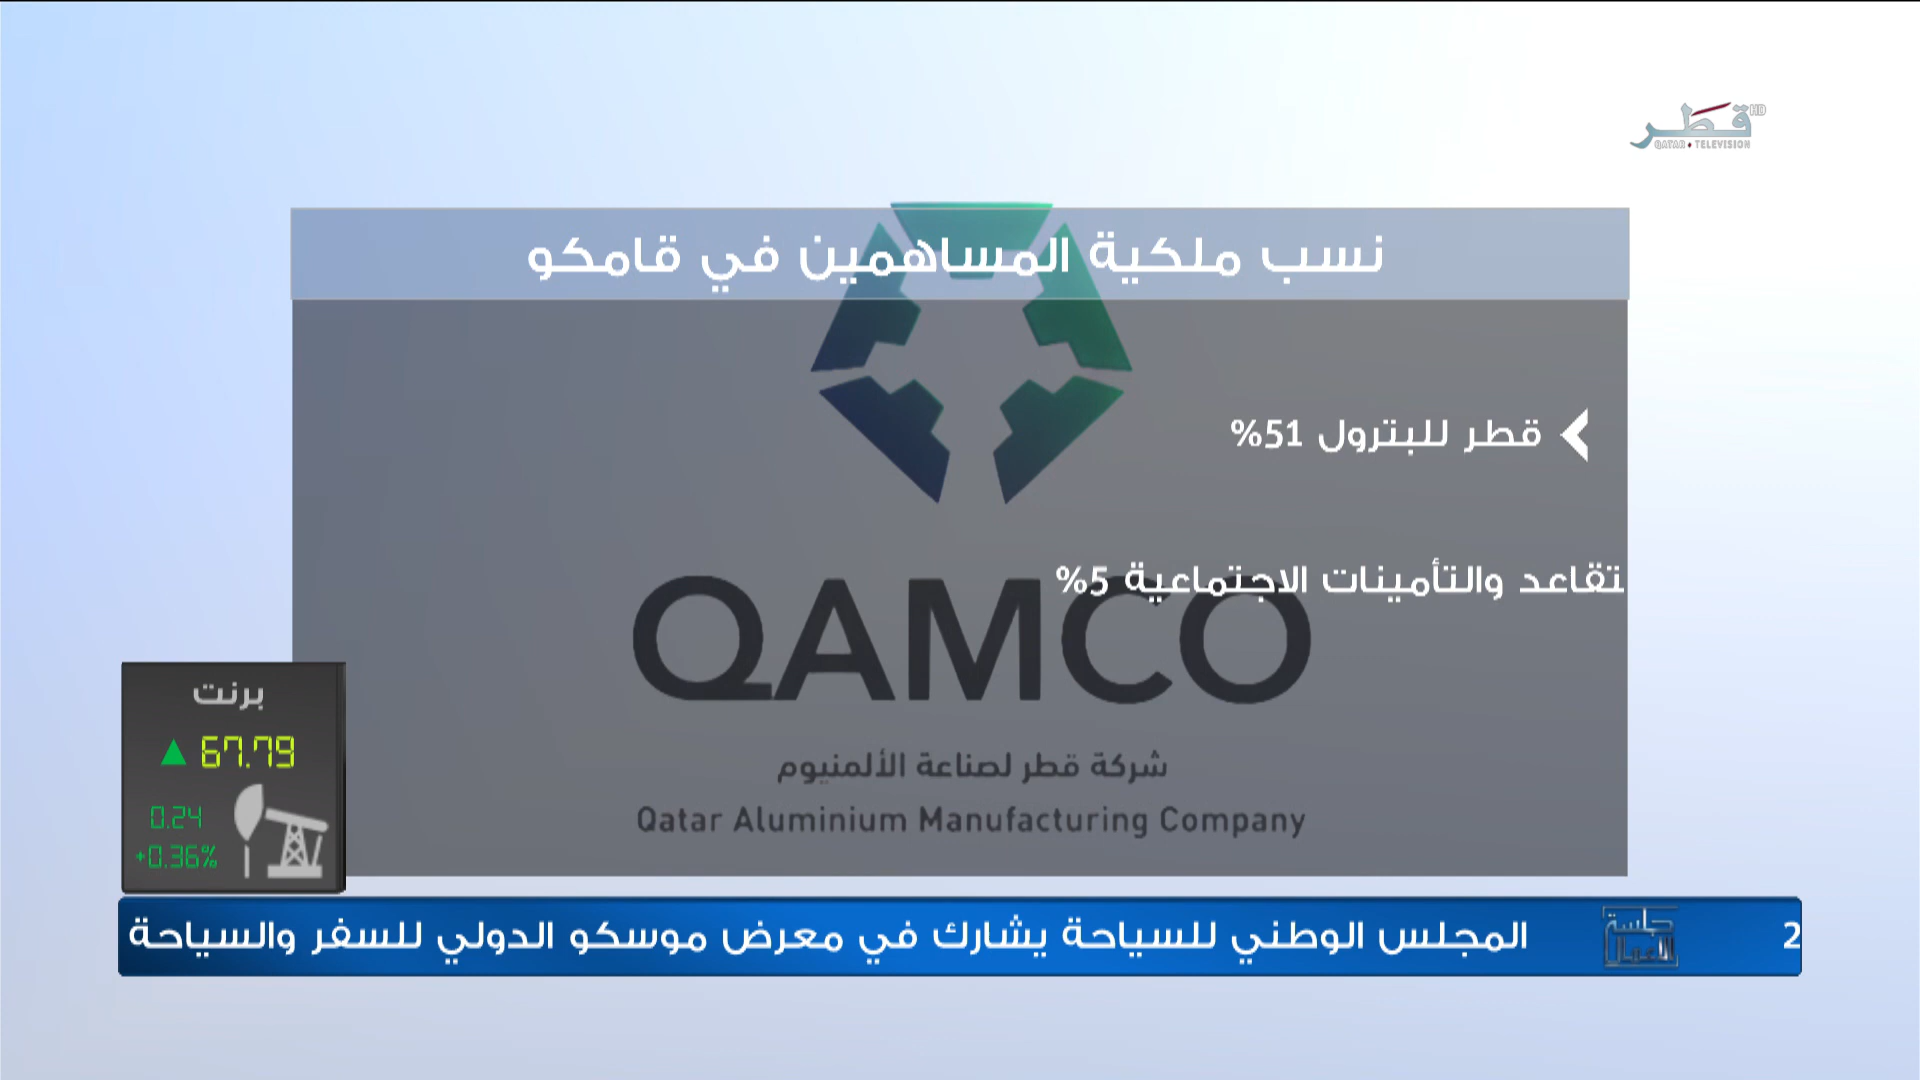 قطر HD
QATAR TELEVISION
نسب ملكية المساهمين في قامكو
قطر للبترول 51%
تقاعد والتأمينات الاجتماعية 5%
QAMCO
شركة قطر لصناعة الألمنيوم
Qatar Aluminium Manufacturing Company
برنت
67.79
0.24
+0.36%
2
جلسة الأعمال
المجلس الوطني للسياحة يشارك في معرض موسكو الدولي للسفر والسياحة